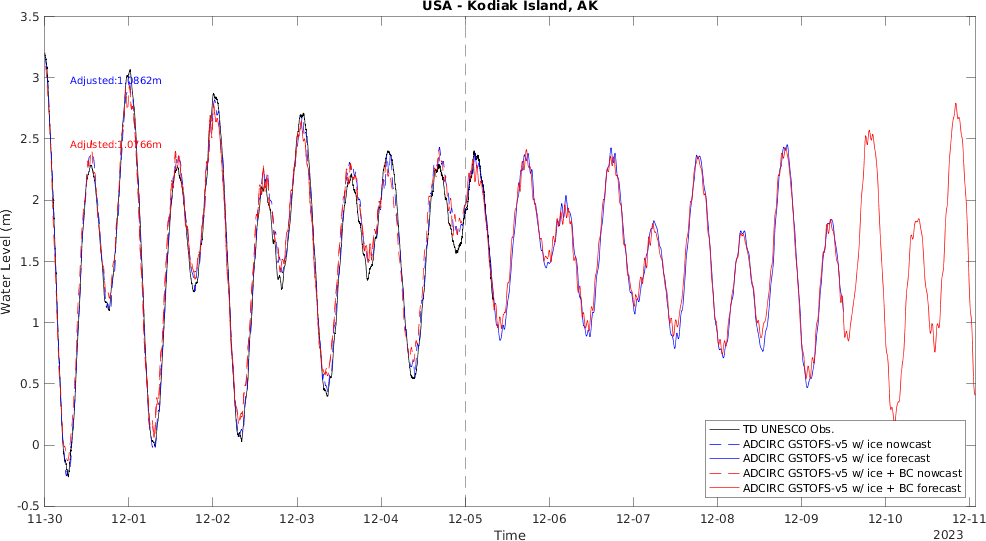 USA - Kodiak Island, AK
3.5
3
2.5
2
1.5
1
0.5
0
-0.5
Water Level (m)
Adjusted:1.0862m
Adjusted:1.0766m
TD UNESCO Obs.
ADCIRC GSTOFS-v5 w/ ice nowcast
ADCIRC GSTOFS-v5 w/ ice forecast
ADCIRC GSTOFS-v5 w/ ice + BC nowcast
ADCIRC GSTOFS-v5 w/ ice + BC forecast
11-30 12-01 12-02 12-03 12-04 12-05 12-06 12-07 12-08 12-09 12-10 12-11
Time
2023